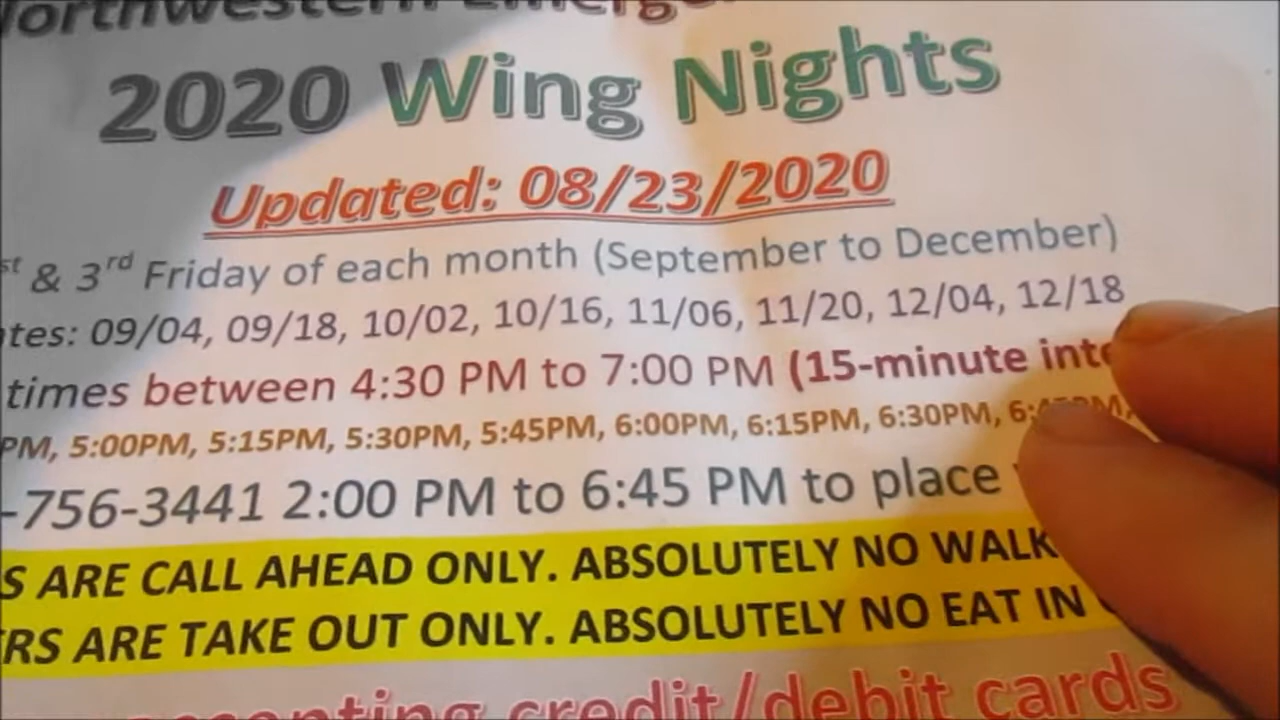 2020 Wing Nights
Updated: 08/23/2020
& 3rd Friday of each month (September to December)
09/04, 09/18, 10/02, 10/16, 11/06, 11/20, 12/04, 12/18
times between 4:30 PM to 7:00 PM (15-minute
PM, 5:00PM, 5:15PM, 5:30PM, 5:45PM, 6:00PM, 6:15PM, 6:30PM,
-756-3441 2:00 PM to 6:45 PM to place
S ARE CALL AHEAD ONLY. ABSOLUTELY NO WALK
RS ARE TAKE OUT ONLY. ABSOLUTELY NO EAT IN
credit/debit cards